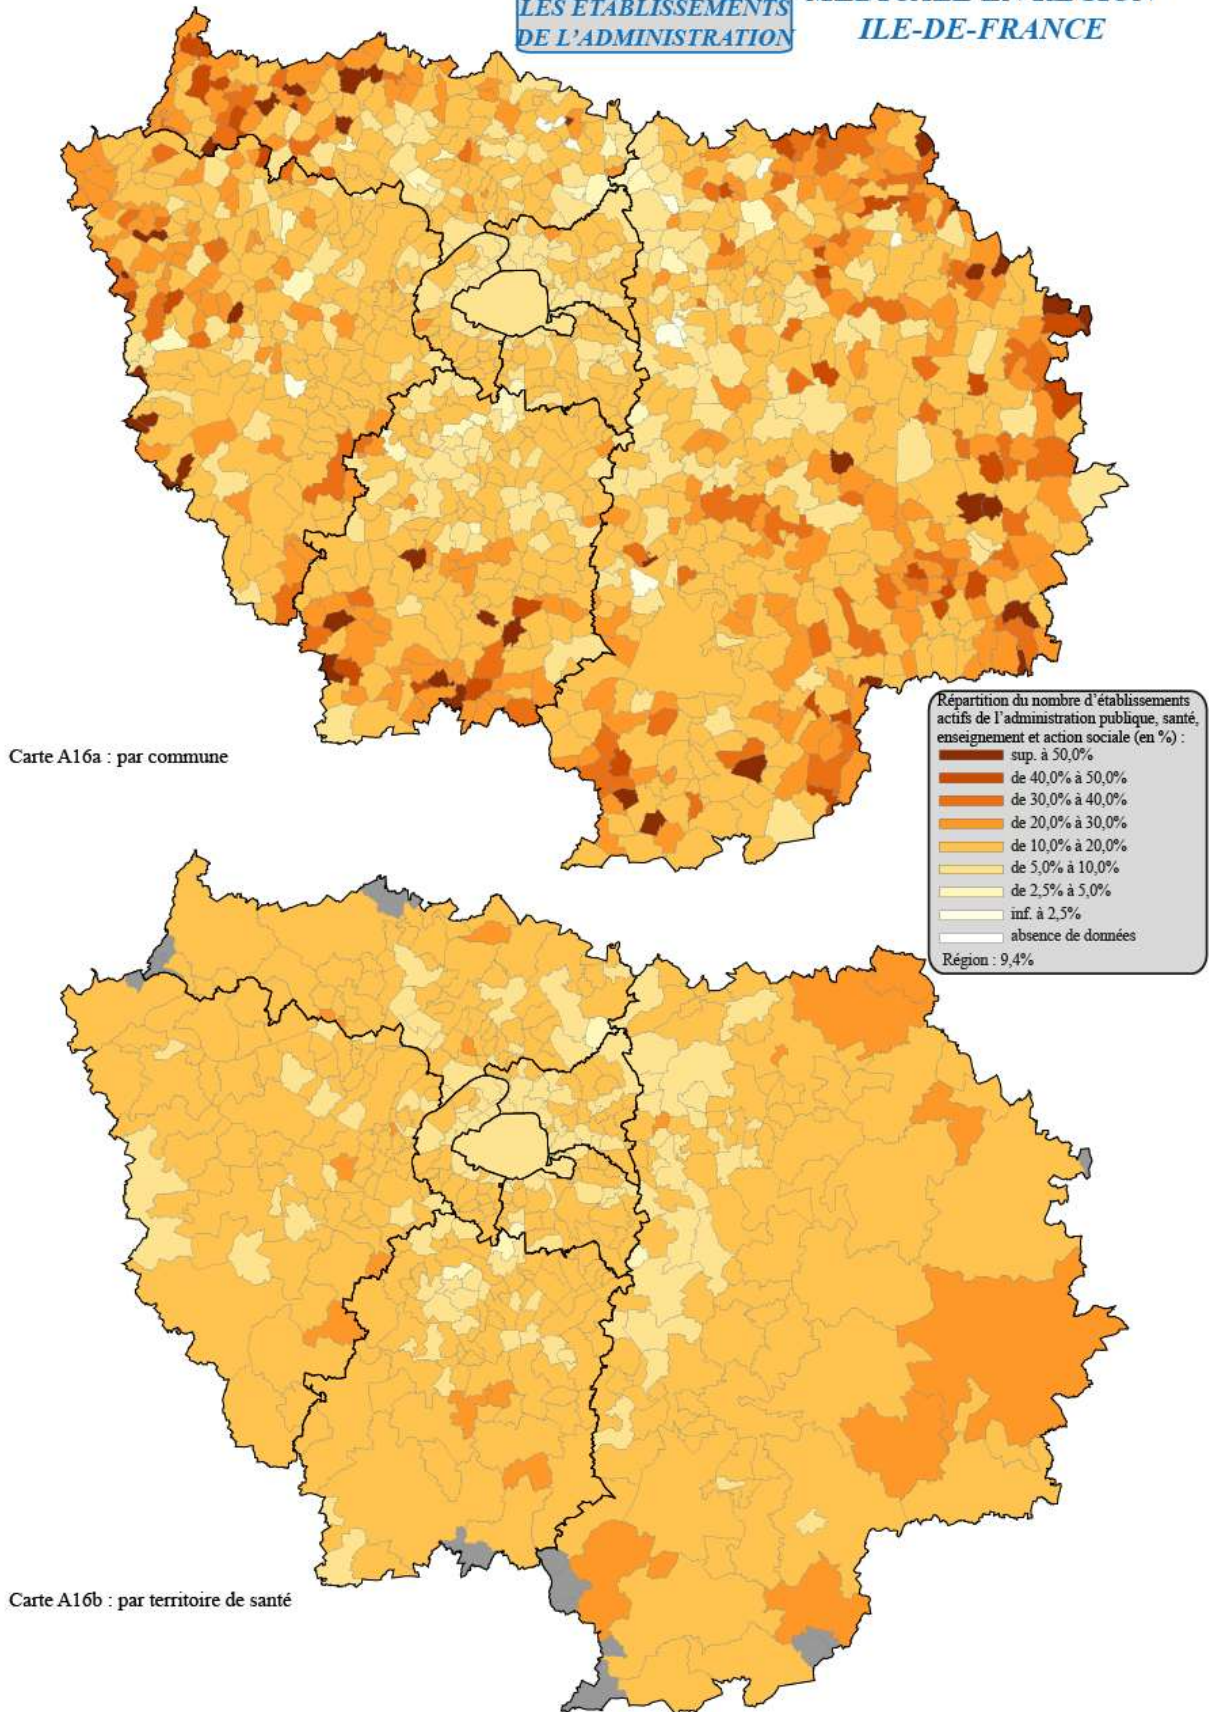 LES ETABLISSEMENTS
DE L'ADMINISTRATION
ILE-DE-FRANCE
Carte A16a : par commune
Répartition du nombre d'établissements
actifs de l'administration publique, santé,
enseignement et action sociale (en %) :
sup. à 50,0%
de 40,0% à 50,0%
de 30,0% à 40,0%
de 20,0% à 30,0%
de 10,0% à 20,0%
de 5,0% à 10,0%
de 2,5% à 5,0%
inf. à 2,5%
absence de données
Région : 9,4%
Carte A16b : par territoire de santé